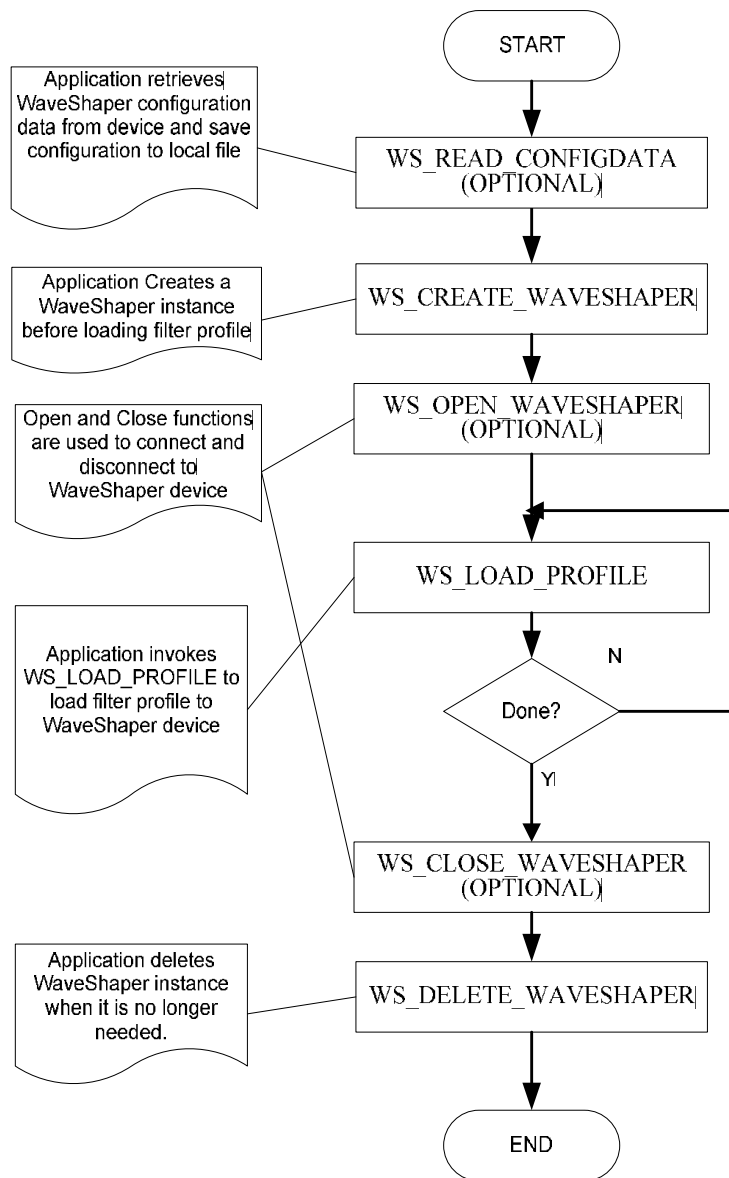 START
Application retrieves
WaveShaper configuration
data from device and save
configuration to local file
WS_READ_CONFIGDATA
(OPTIONAL)
Application Creates a
WaveShaper instance
before loading filter profile
WS_CREATE_WAVESHAPER
Open and Close functions
are used to connect and
disconnect to
WaveShaper device
WS_OPEN_WAVESHAPER
(OPTIONAL)
WS_LOAD_PROFILE
Application invokes
WS_LOAD_PROFILE to
load filter profile to
WaveShaper device
N
Done?
Y
WS_CLOSE_WAVESHAPER
(OPTIONAL)
Application deletes
WaveShaper instance
when it is no longer
needed.
WS_DELETE_WAVESHAPER
END